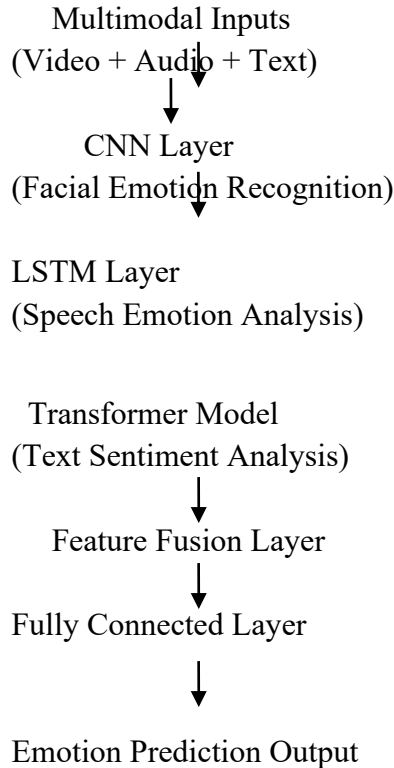 Multimodal Inputs
(Video + Audio + Text)
CNN Layer
(Facial Emotion Recognition)
LSTM Layer
(Speech Emotion Analysis)
Transformer Model
(Text Sentiment Analysis)
Feature Fusion Layer
Fully Connected Layer
Emotion Prediction Output